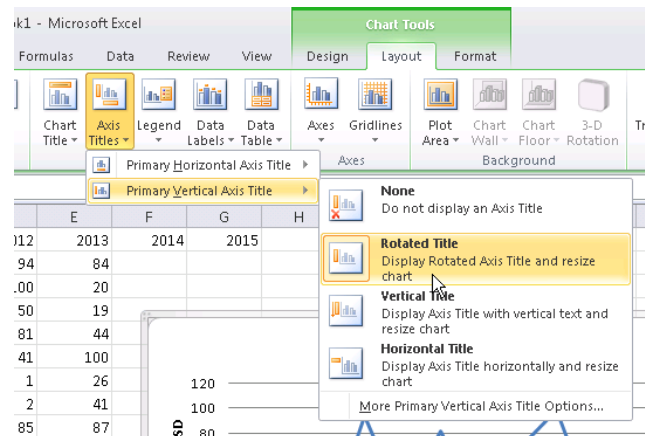 ok1 - Microsoft Excel
Chart Tools
Formulas Data Review View Design Layout Format
Chart Title Axis Titles Legend Data Labels Data Table Axes Gridlines Plot Area Chart Wall Chart Floor 3-D Rotation Tr
Axes Background
Primary Horizontal Axis Title
Primary Vertical Axis Title
None
Do not display an Axis Title
Rotated Title
Display Rotated Axis Title and resize
chart
Vertical Title
Display Axis Title with vertical text and
resize chart
Horizontal Title
Display Axis Title horizontally and resize
chart
More Primary Vertical Axis Title Options...
E F G H
012 2013 2014 2015
94 84
100 20
50 19
81 44
41 100
1 26
2 41
85 87
120
100
80
SD